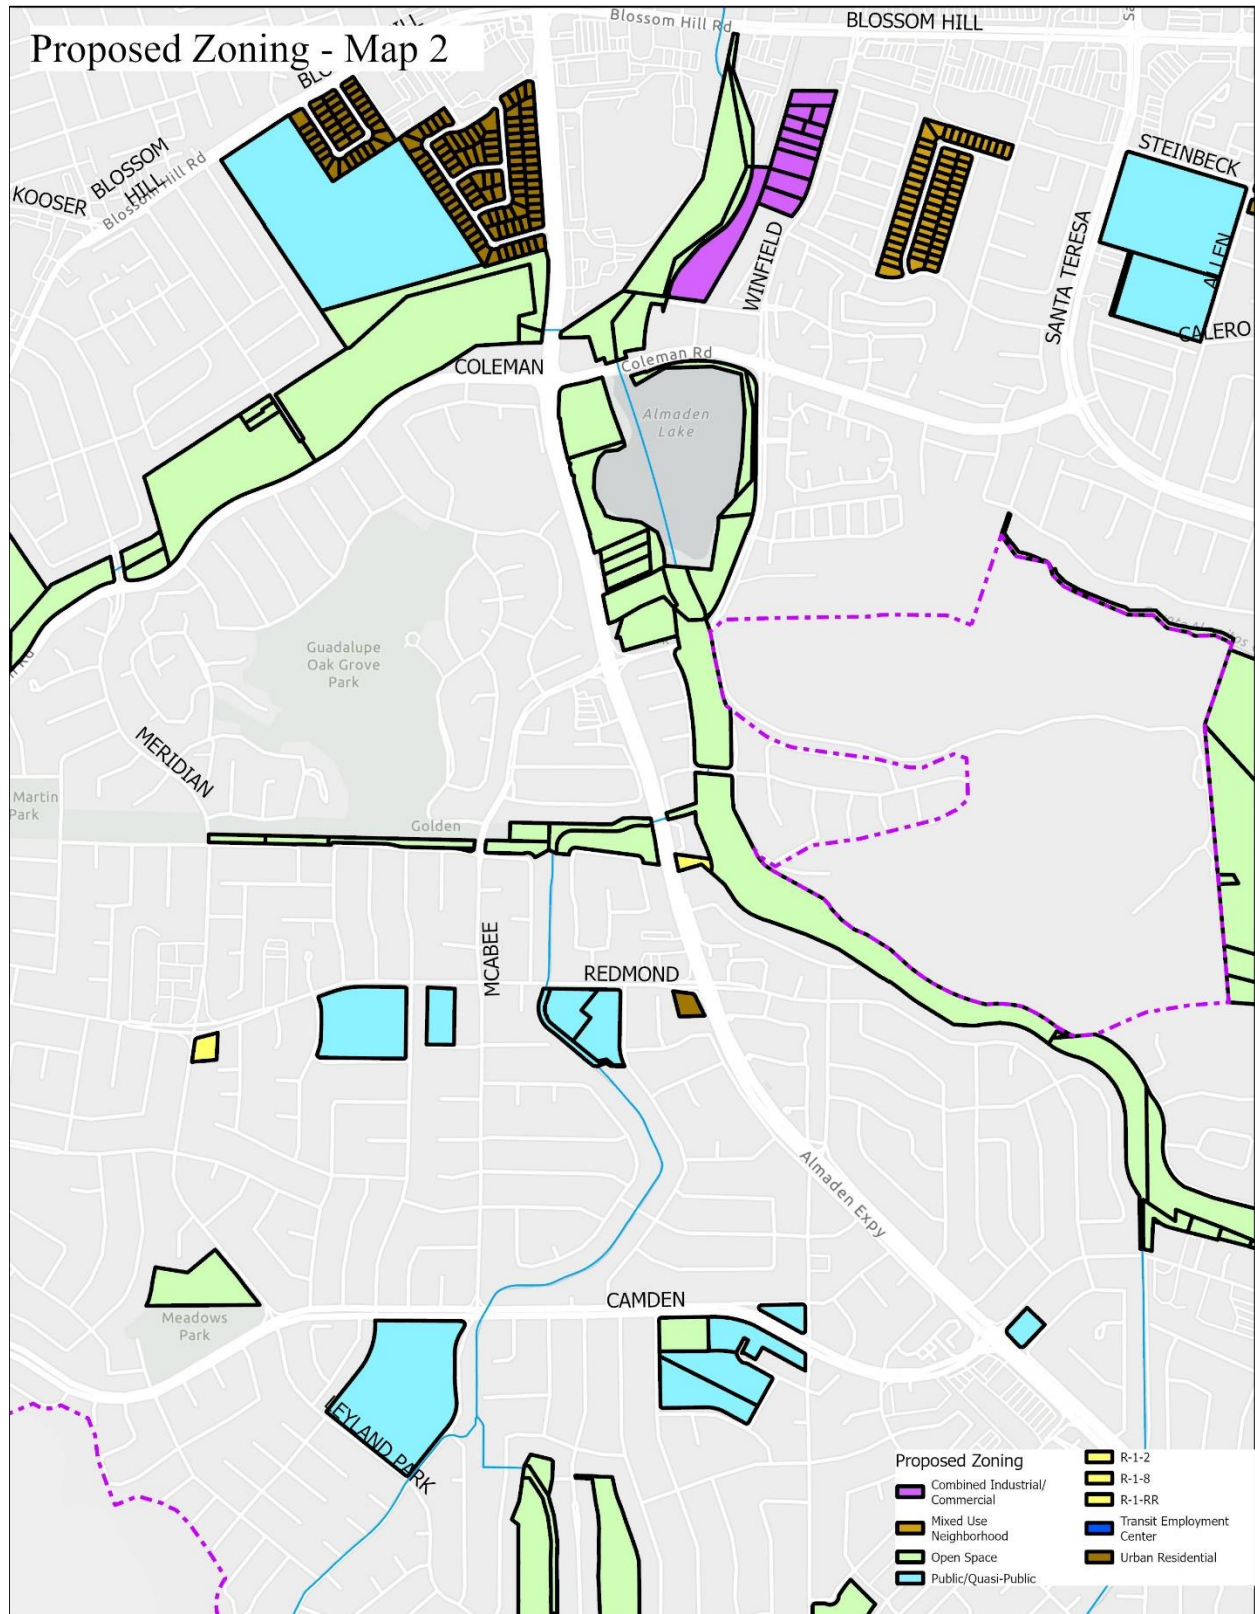 Proposed Zoning - Map 2
Blossom Hill Rd
BLOSSOM HILL
BLOSSOM
HILL
Blossom Hill Rd
KOOSER
STEINBECK
ALLEN
SANTA TERESA
CALERO
WINFIELD
COLEMAN
Coleman Rd
Almaden
Lake
Guadalupe
Oak Grove
Park
MERIDIAN
Martin
Park
Golden
MCABEE
REDMOND
Almaden Expy
CAMDEN
Meadows
Park
LEYLAND PARK
Proposed Zoning
Combined Industrial/
Commercial
Mixed Use
Neighborhood
Open Space
Public/Quasi-Public
R-1-2
R-1-8
R-1-RR
Transit Employment
Center
Urban Residential